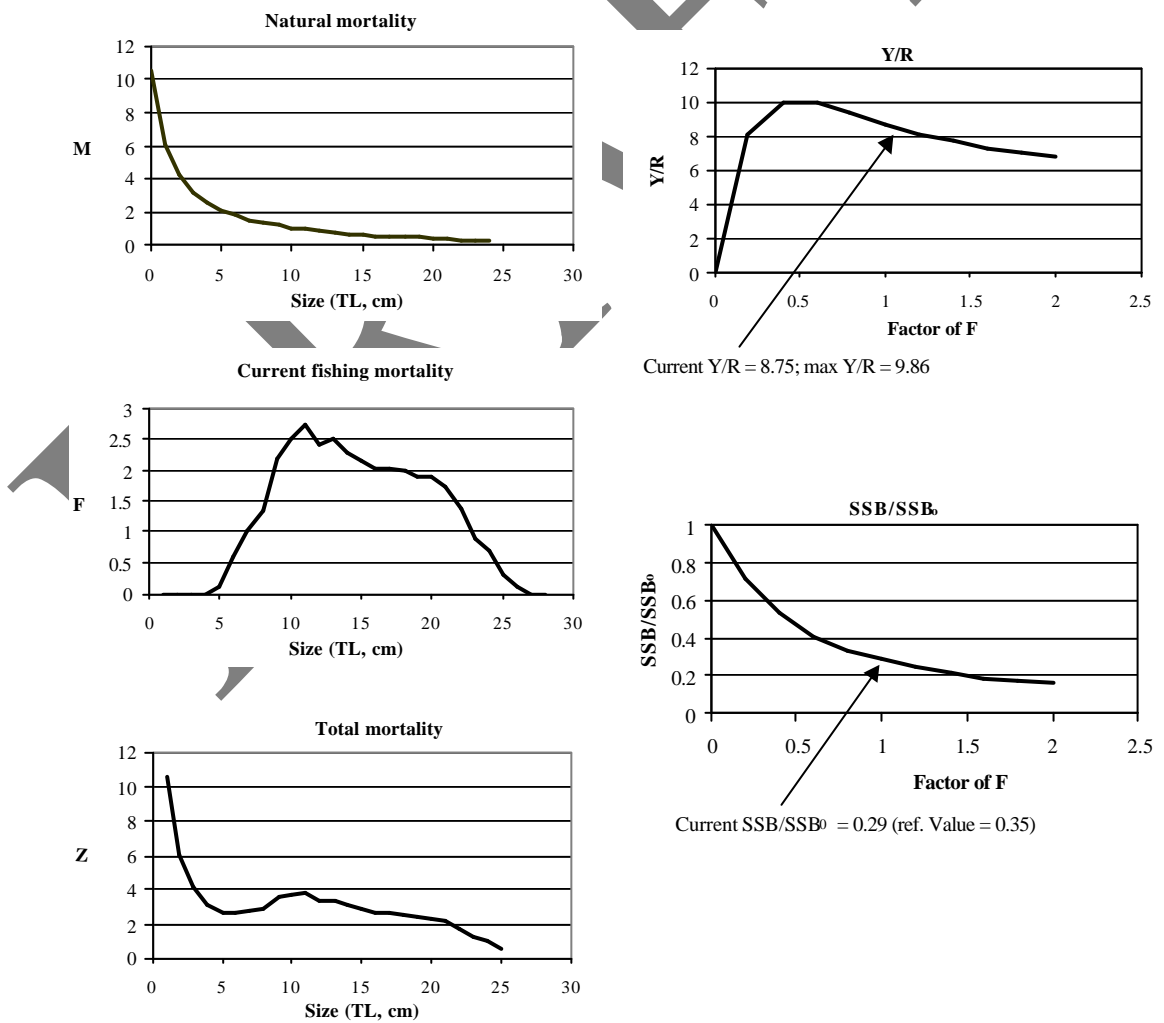 Natural mortality
12
10
8
6
4
2
0
M
0 5 10 15 20 25 30
Size (TL, cm)
Current fishing mortality
3
2.5
2
1.5
1
0.5
0
F
0 5 10 15 20 25 30
Size (TL, cm)
Total mortality
12
10
8
6
4
2
0
Z
0 5 10 15 20 25 30
Size (TL, cm)
Y/R
12
10
8
6
4
2
0
Y/R
0 0.5 1 1.5 2 2.5
Factor of F
Current Y/R = 8.75; max Y/R = 9.86
SSB/SSBo
1
0.8
0.6
0.4
0.2
0
SSB/SSBo
0 0.5 1 1.5 2 2.5
Factor of F
Current SSB/SSB0 = 0.29 (ref. Value = 0.35)